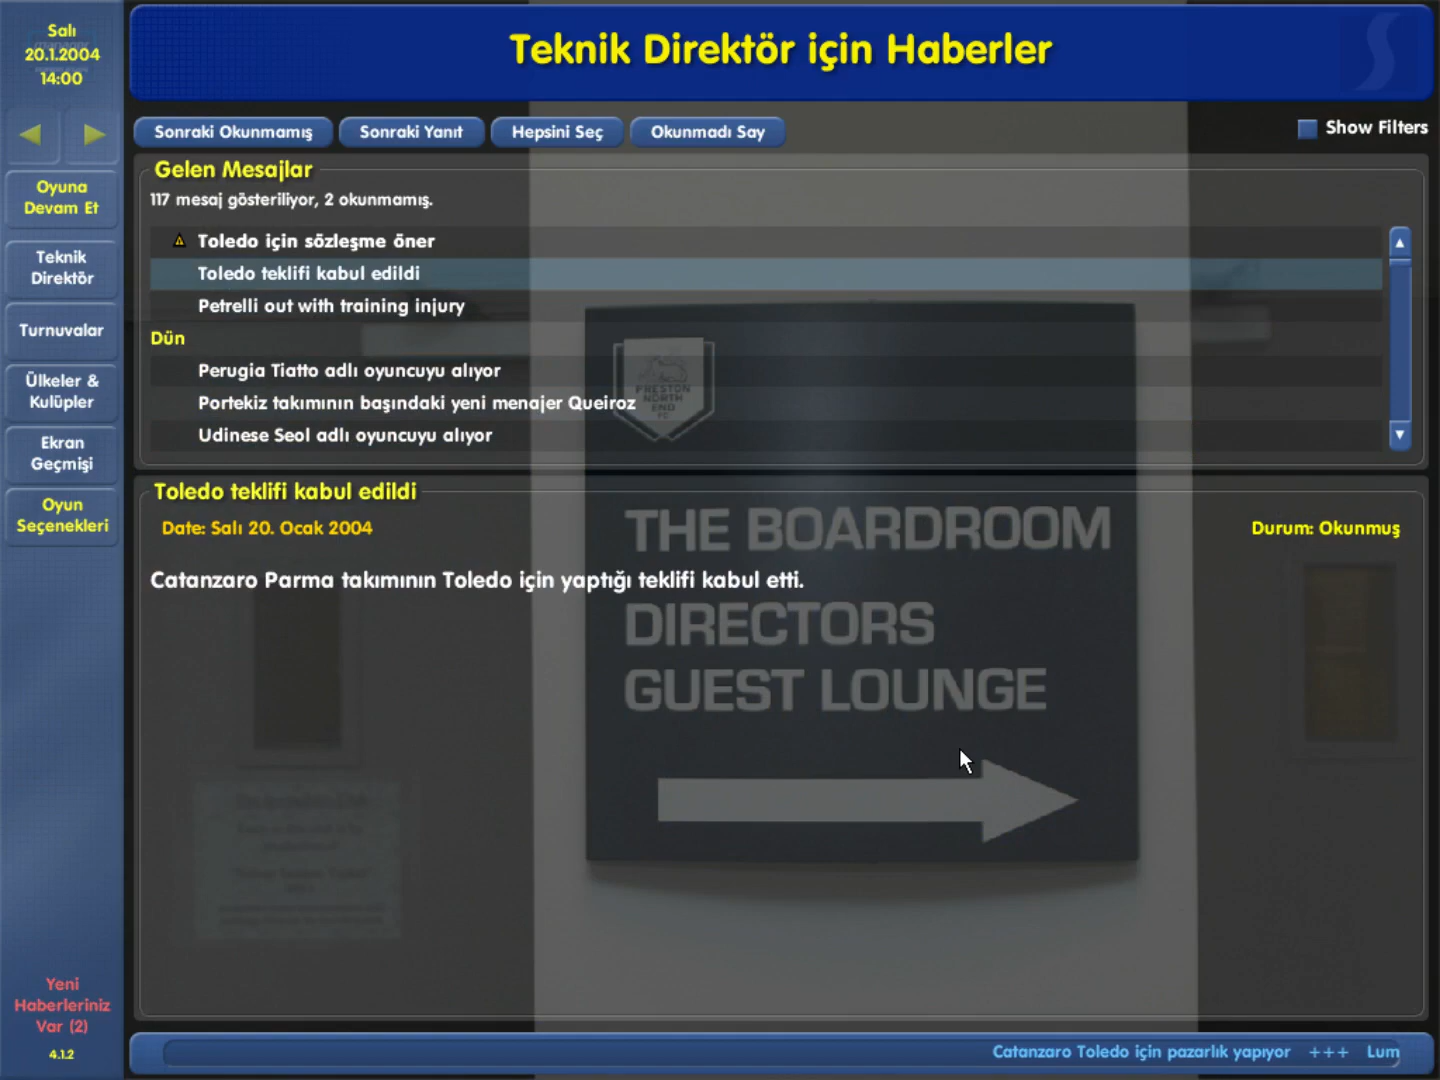 Salı
20.1.2004
14:00
Teknik Direktör için Haberler
Sonraki Okunmamış
Sonraki Yanıt
Hepsini Seç
Okunmadı Say
Show Filters
Oyuna
Devam Et
Teknik
Direktör
Turnuvalar
Ülkeler &
Kulüpler
Ekran
Geçmişi
Oyun
Seçenekleri
Gelen Mesajlar
117 mesaj gösteriliyor, 2 okunmamış.
Toledo için sözleşme öner
Toledo teklifi kabul edildi
Petrelli out with training injury
Dün
Perugia Tiatto adlı oyuncuyu alıyor
Portekiz takımının başındaki yeni menajer Queiroz
Udinese Seol adlı oyuncuyu alıyor
PRESTON
NORTH
END
FC
Toledo teklifi kabul edildi
Date: Salı 20. Ocak 2004
Durum: Okunmuş
Catanzaro Parma takımının Toledo için yaptığı teklifi kabul etti.
THE BOARDROOM
DIRECTORS
GUEST LOUNGE
Yeni
Haberleriniz
Var (2)
4.1.2
Catanzaro Toledo için pazarlık yapıyor +++ Lum